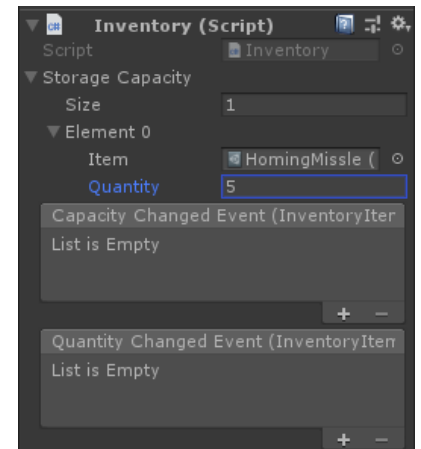 Inventory (Script)
Script Inventory
Storage Capacity
Size 1
Element 0
Item HomingMissle (
Quantity 5
Capacity Changed Event (InventoryIter
List is Empty
+ −
Quantity Changed Event (InventoryIten
List is Empty
+ −